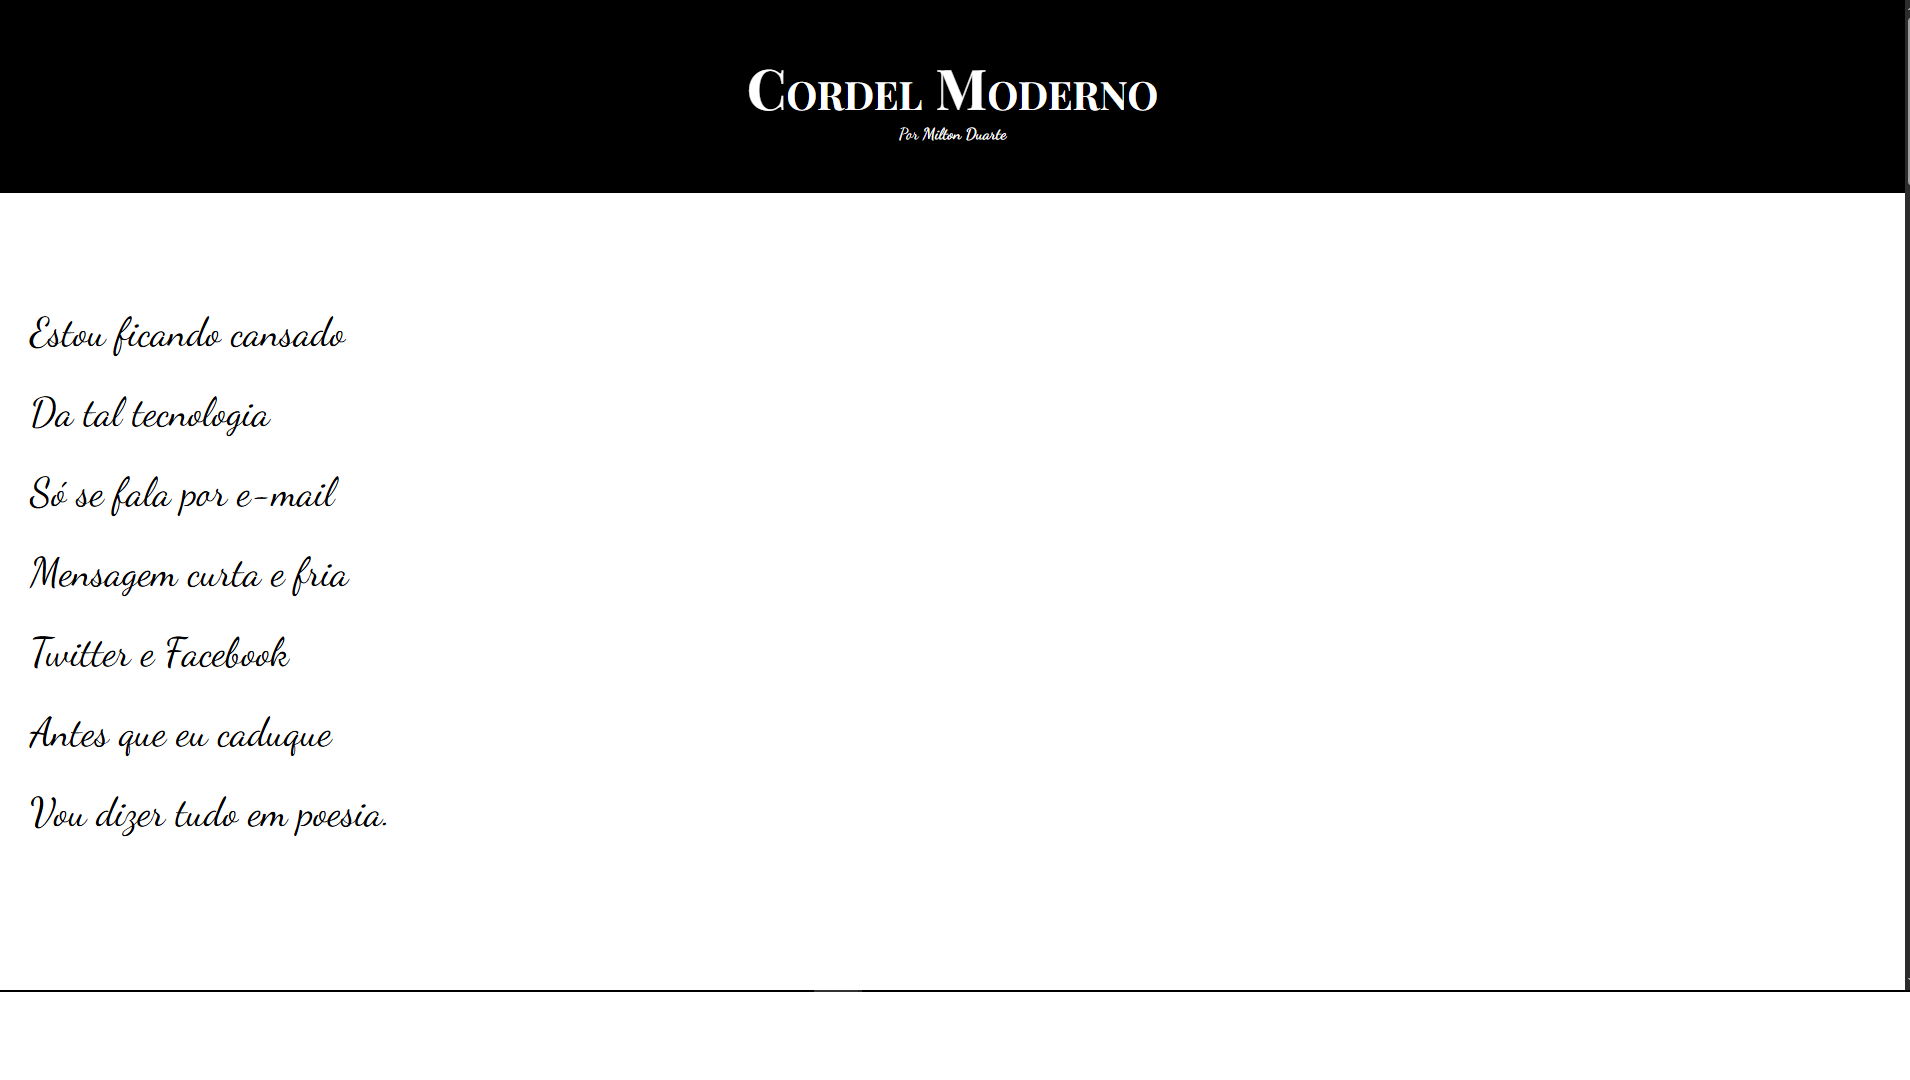 Cordel Moderno
Por Milton Duarte
Estou ficando cansado
Da tal tecnologia
Só se fala por e-mail
Mensagem curta e fria
Twitter e Facebook
Antes que eu caduque
Vou dizer tudo em poesia.